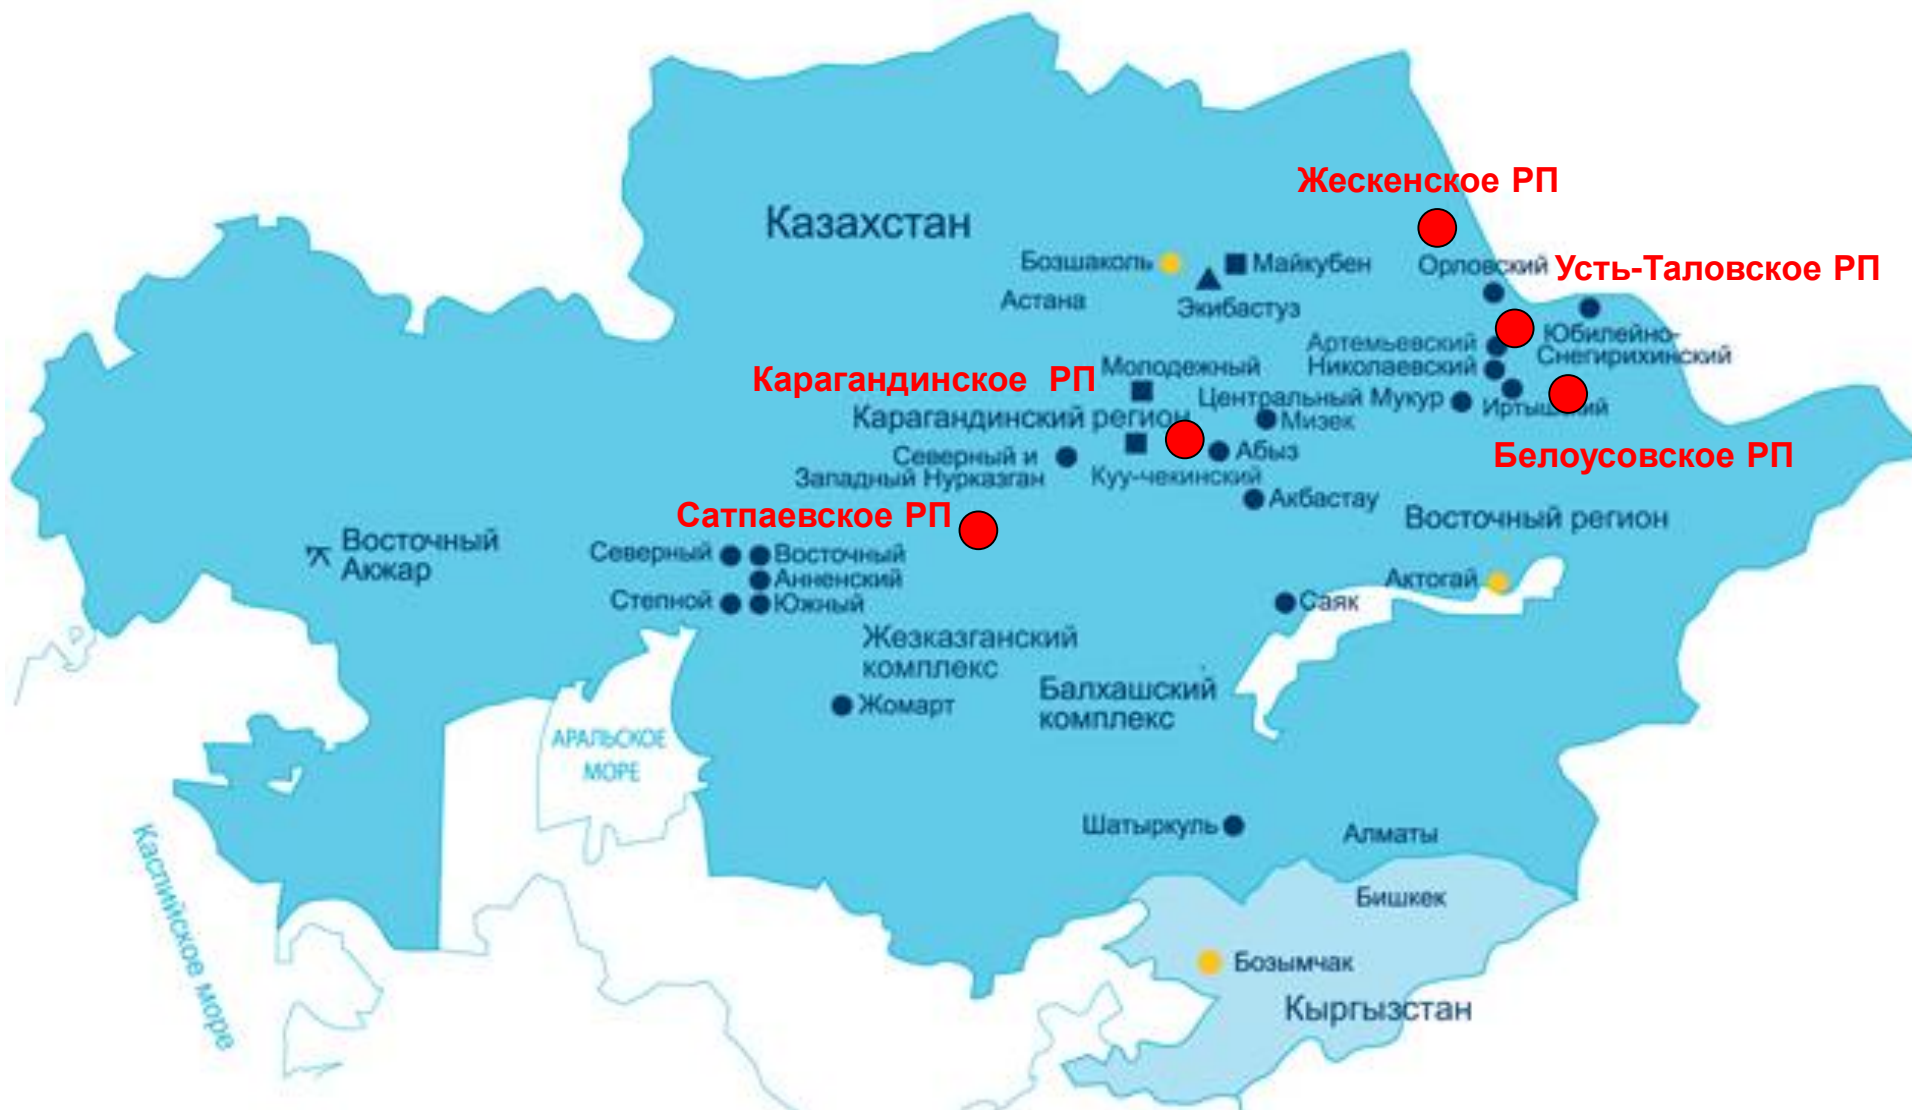 Жескенское РП
Казахстан
Бозшаколь
Майкубен
Орловский
Усть-Таловское РП
Астана
Экибастуз
Артемьевский
Юбилейно-
Снегирихинский
Николаевский
Молодежный
Карагандинское РП
Центральный Мукур
Иртышский
Карагандинский регион
Мизек
Абыз
Белоусовское РП
Северный и
Западный Нурказган
Куу-чекинский
Акбастау
Сатпаевское РП
Восточный регион
Восточный
Акжар
Северный
Восточный
Анненский
Актогай
Степной
Южный
Саяк
Жезказганский
комплекс
Балхашский
комплекс
Жомарт
АРАЛЬСКОЕ
МОРЕ
Шатыркуль
Алматы
Каспийское море
Бишкек
Бозымчак
Кыргызстан